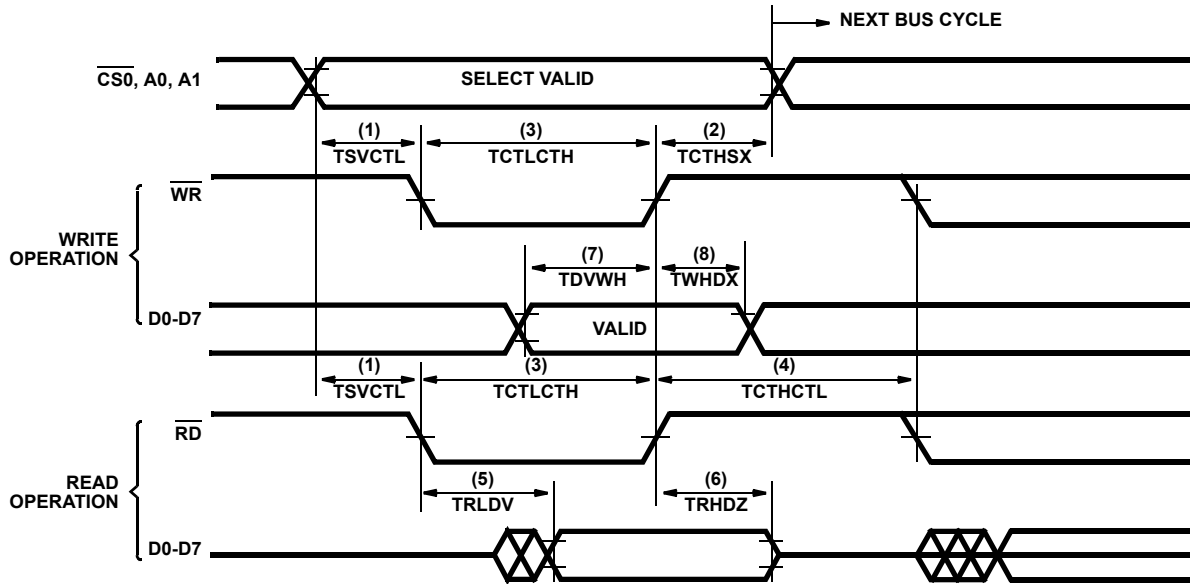 NEXT BUS CYCLE
CS0, A0, A1
SELECT VALID
(1) (3) (2)
TSVCTL TCTLCTH TCTHSX
WR
WRITE
OPERATION
(7) (8)
TDVWH TWHDX
D0-D7
VALID
(1) (3) (4)
TSVCTL TCTLCTH TCTHCTL
RD
READ
OPERATION
(5) (6)
TRLDV TRHDZ
D0-D7